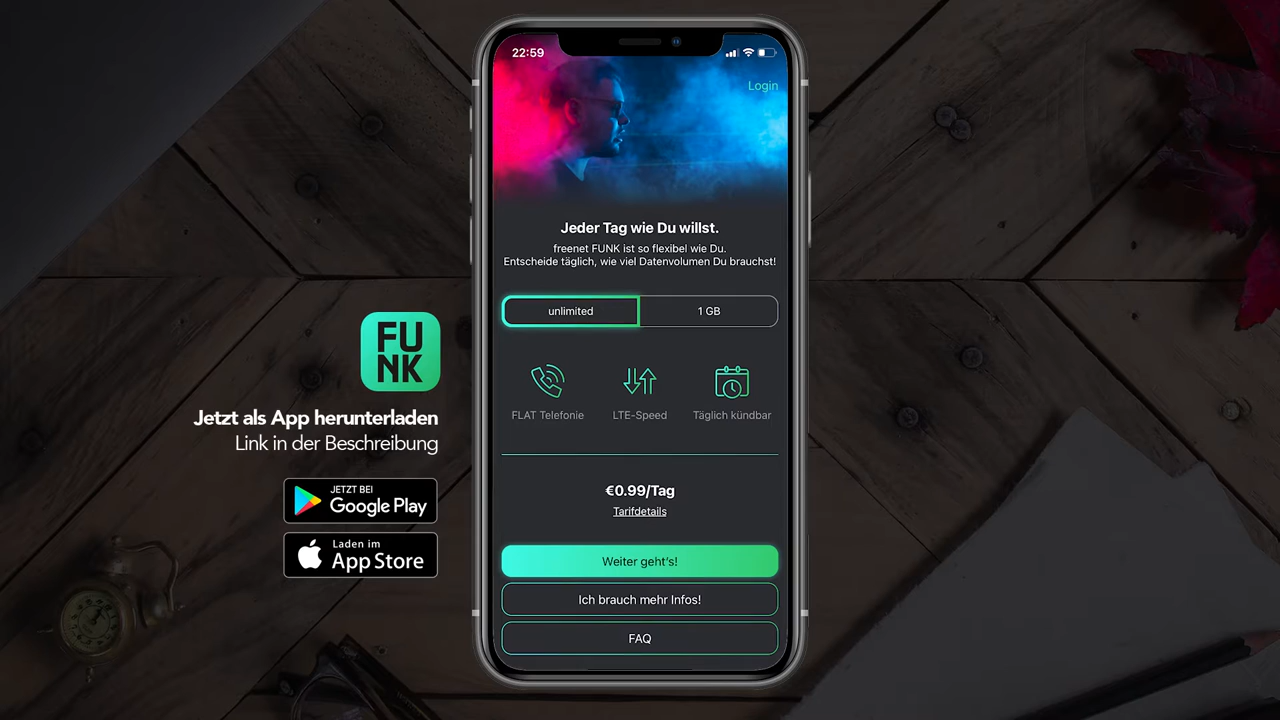 22:59
Login
Jeder Tag wie Du willst.
freenet FUNK ist so flexibel wie Du.
Entscheide täglich, wie viel Datenvolumen Du brauchst!
unlimited
1 GB
FLAT Telefonie
LTE-Speed
Täglich kündbar
€0.99/Tag
Tarifdetails
Weiter geht's!
Ich brauch mehr Infos!
FAQ
FU
NK
Jetzt als App herunterladen
Link in der Beschreibung
JETZT BEI
Google Play
Laden im
App Store